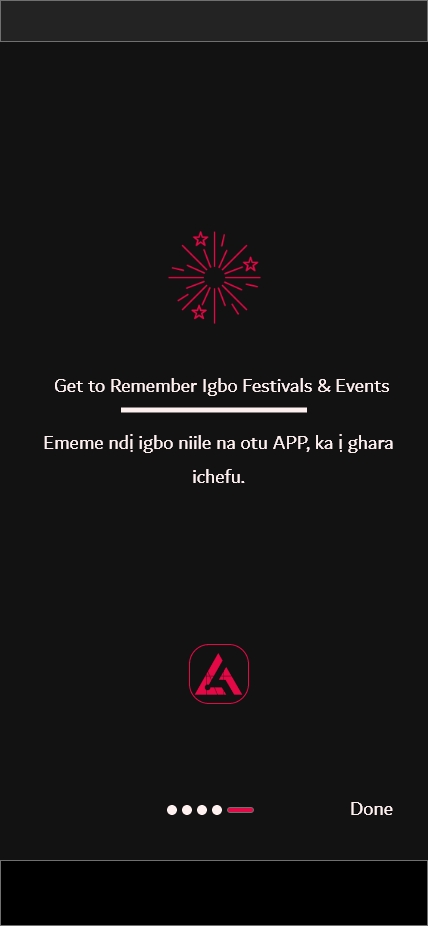 Get to Remember Igbo Festivals & Events
Ememe ndị igbo niile na otu APP, ka ị ghara
ichefu.
Done